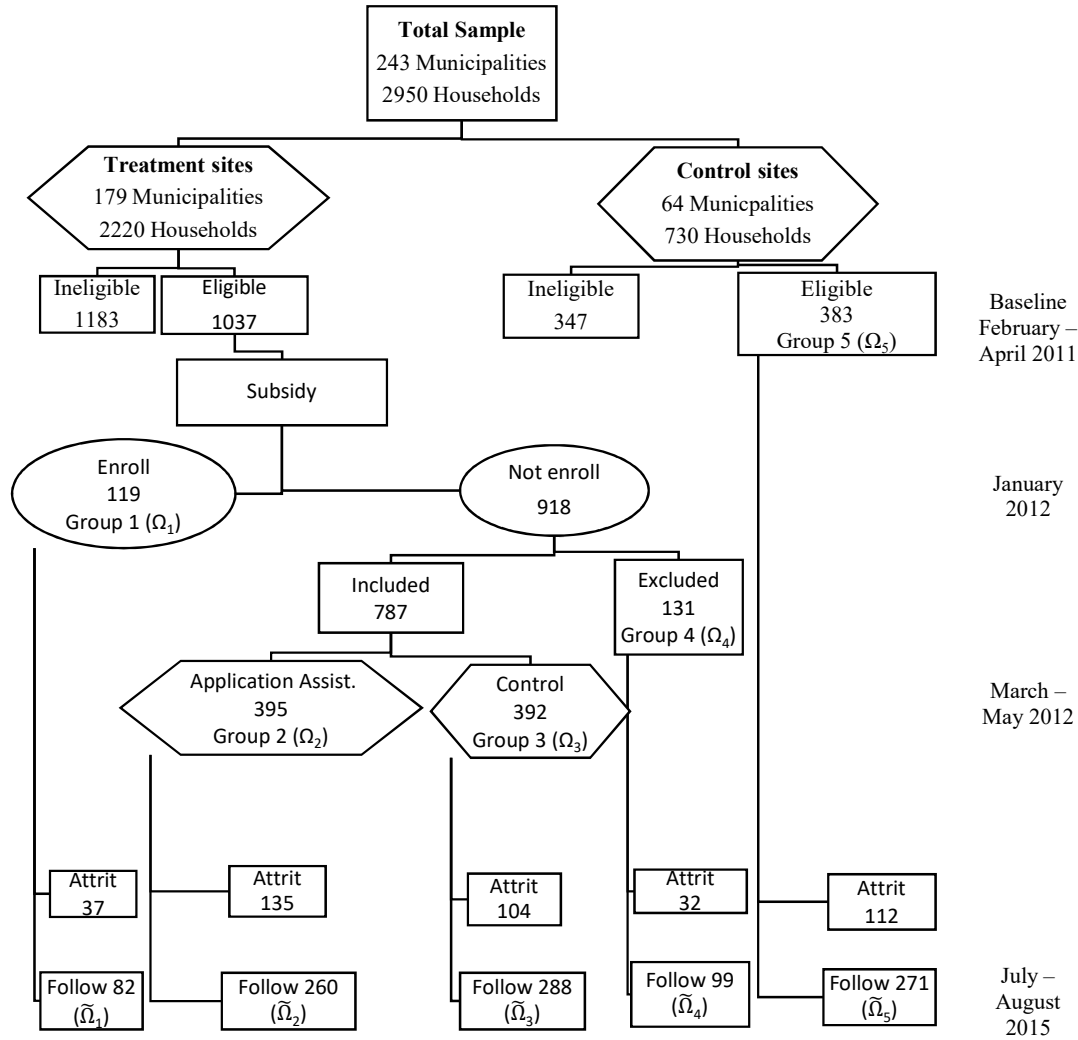 Total Sample
243 Municipalities
2950 Households
Treatment sites
179 Municipalities
2220 Households
Control sites
64 Municpalities
730 Households
Ineligible
1183
Eligible
1037
Ineligible
347
Eligible
383
Group 5 (Ω₅)
Baseline
February –
April 2011
Subsidy
Enroll
119
Group 1 (Ω₁)
Not enroll
918
January
2012
Included
787
Excluded
131
Group 4 (Ω₄)
Application Assist.
395
Group 2 (Ω₂)
Control
392
Group 3 (Ω₃)
March –
May 2012
Attrit
37
Attrit
135
Attrit
104
Attrit
32
Attrit
112
Follow 82
(Ω̃₁)
Follow 260
(Ω̃₂)
Follow 288
(Ω̃₃)
Follow 99
(Ω̃₄)
Follow 271
(Ω̃₅)
July –
August
2015